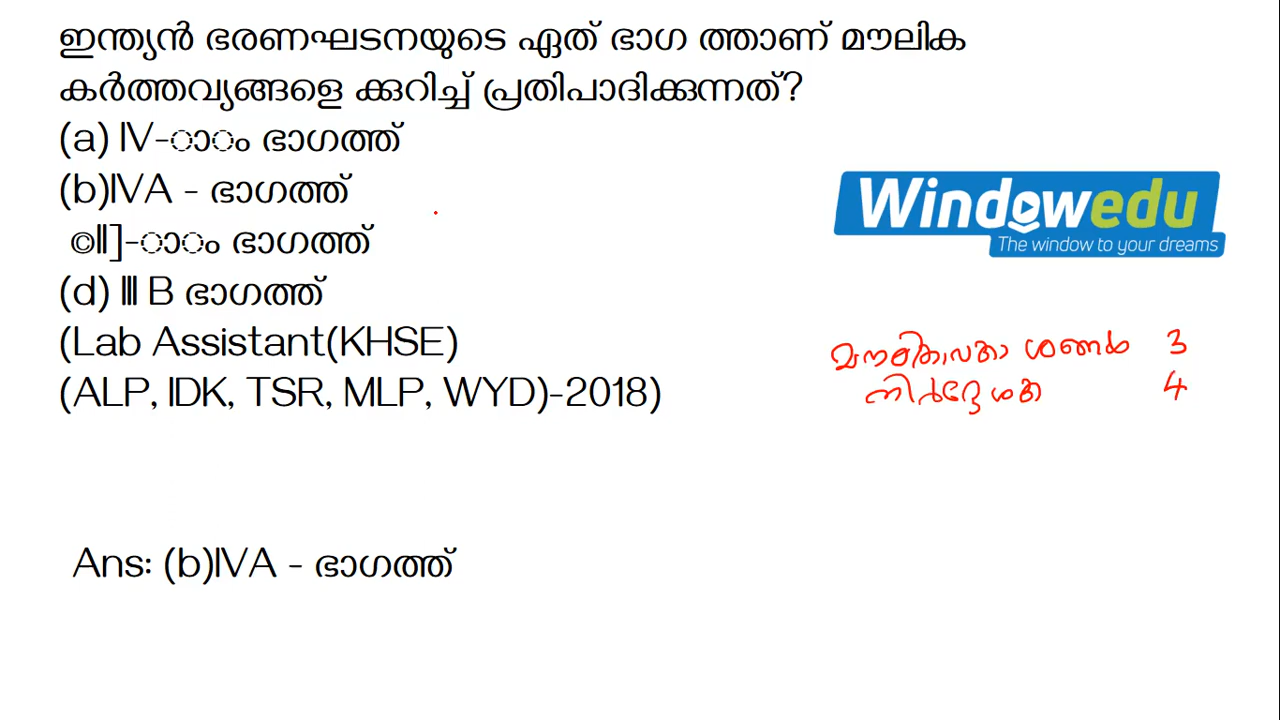 ഇന്ത്യൻ ഭരണഘടനയുടെ ഏത് ഭാഗ ത്താണ് മൗലിക
കർത്തവ്യങ്ങളെ ക്കുറിച്ച് പ്രതിപാദിക്കുന്നത്?
(a) IV-ാം ഭാഗത്ത്
(b)IVA - ഭാഗത്ത്
©II]-ാം ഭാഗത്ത്
(d) III B ഭാഗത്ത്
(Lab Assistant(KHSE)
(ALP, IDK, TSR, MLP, WYD)-2018)
Windowedu
The window to your dreams
3
4
Ans: (b)IVA - ഭാഗത്ത്